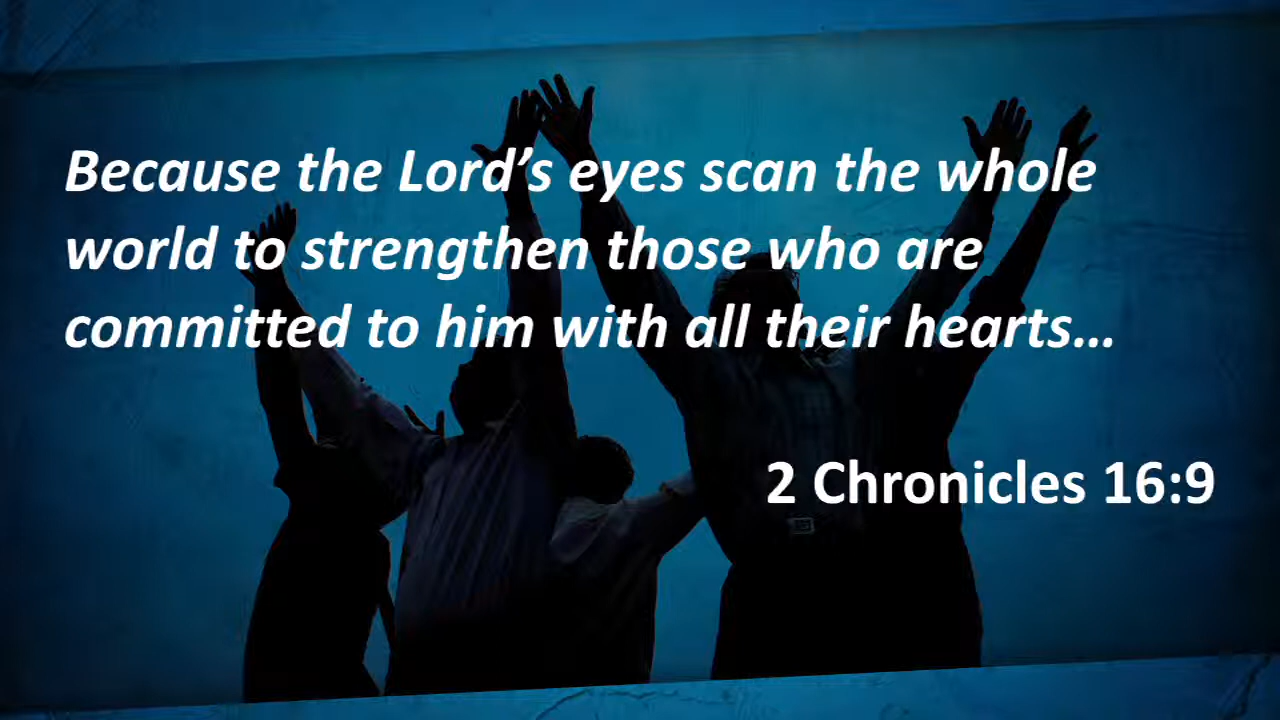 Because the Lord’s eyes scan the whole
world to strengthen those who are
committed to him with all their hearts…
2 Chronicles 16:9